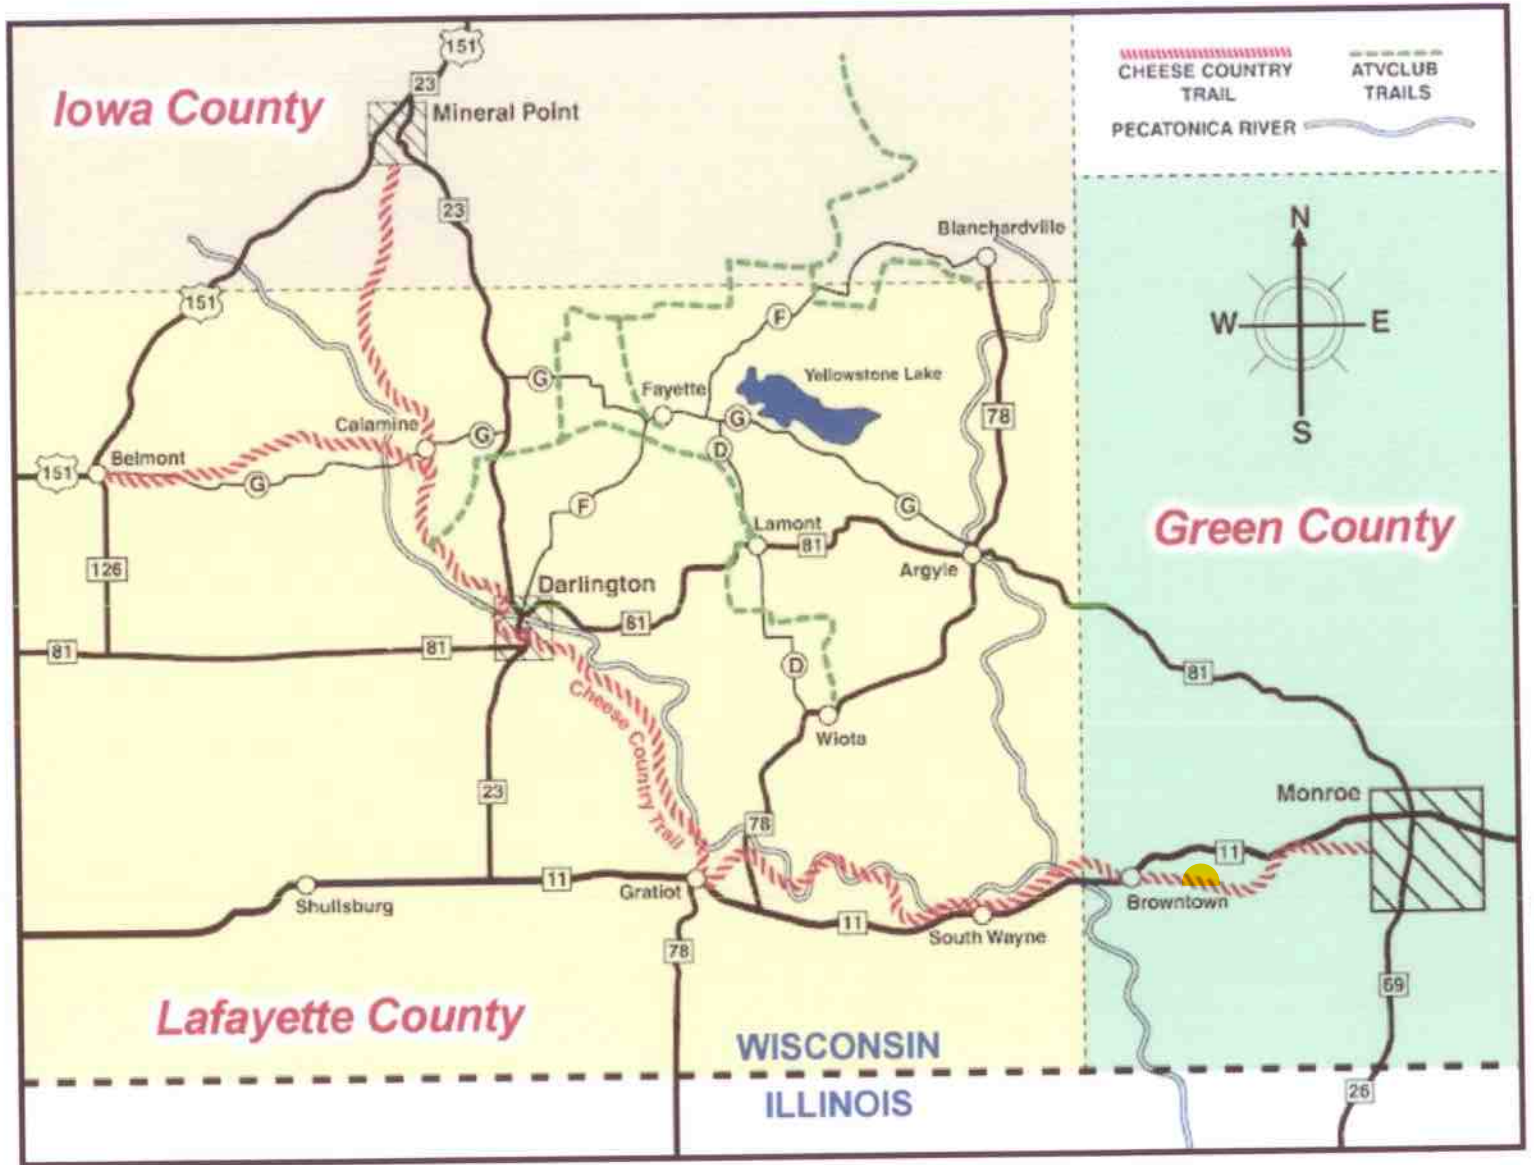 151
23
Iowa County
Mineral Point
CHEESE COUNTRY
TRAIL
ATVCLUB
TRAILS
PECATONICA RIVER
23
Blanchardville
N
W
E
S
151
F
Yellowstone Lake
G
Fayette
78
Calamine
G
G
D
151
Belmont
G
F
G
Lamont
81
Green County
126
Argyle
Darlington
81
81
81
D
81
Cheese Country Trail
Wiota
23
Monroe
78
11
11
Gratiot
Shullsburg
Browntown
11
South Wayne
78
69
Lafayette County
WISCONSIN
ILLINOIS
26